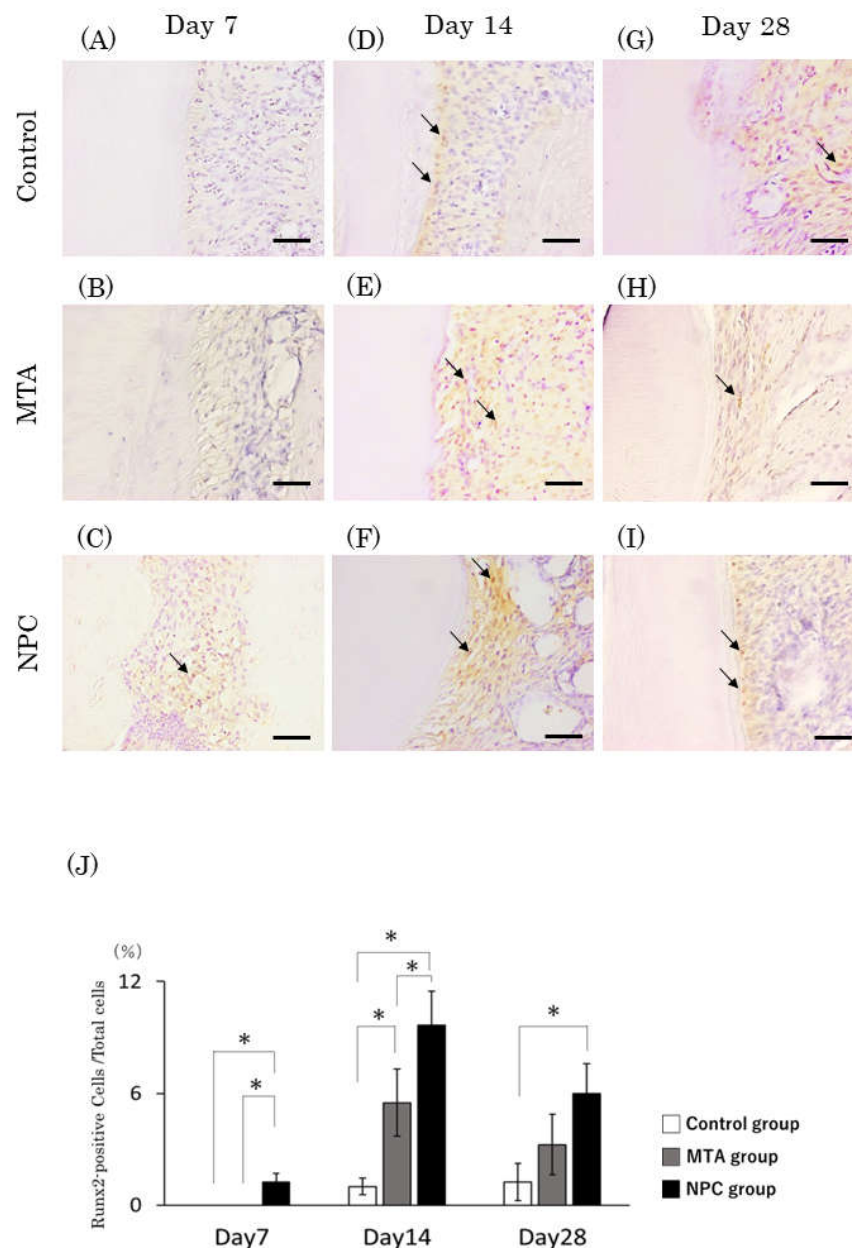 (A) Day 7 (D) Day 14 (G) Day 28
Control
(B) (E) (H)
MTA
(C) (F) (I)
NPC
(J)
(%)
Runx2-positive Cells /Total cells
12
6
0
*
*
*
*
*
*
Day7 Day14 Day28
Control group
MTA group
NPC group